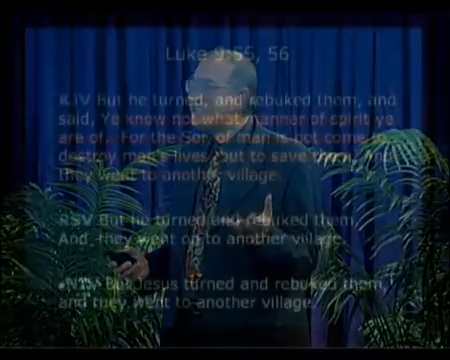 Luke 9:55, 56
KJV But he turned, and rebuked them, and
said, Ye know not what manner of spirit ye
are of. For the Son of man is not come
destroy men's lives, but to save them.
they went to another village.
RSV But he turned and rebuked them,
And they went on to another village.
But Jesus turned and rebuked them,
and they went to another village.